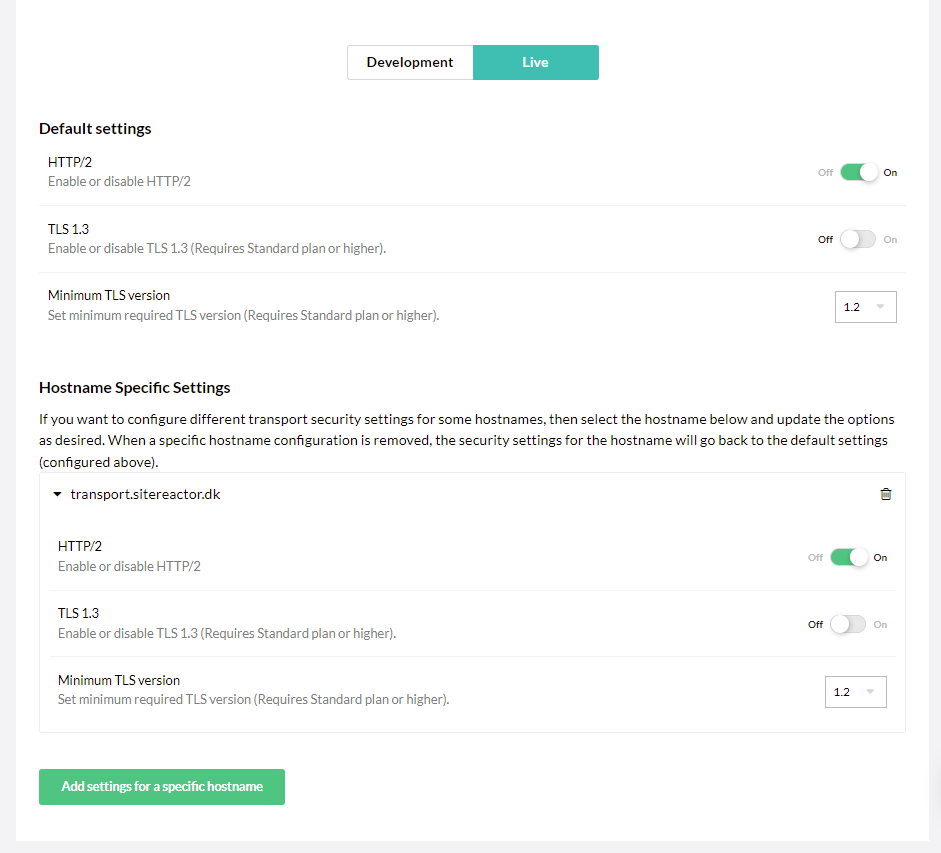 Development Live
Default settings
HTTP/2
Enable or disable HTTP/2
Off On
TLS 1.3
Enable or disable TLS 1.3 (Requires Standard plan or higher).
Off On
Minimum TLS version
Set minimum required TLS version (Requires Standard plan or higher).
1.2
Hostname Specific Settings
If you want to configure different transport security settings for some hostnames, then select the hostname below and update the options
as desired. When a specific hostname configuration is removed, the security settings for the hostname will go back to the default settings
(configured above).
transport.sitereactor.dk
HTTP/2
Enable or disable HTTP/2
Off On
TLS 1.3
Enable or disable TLS 1.3 (Requires Standard plan or higher).
Off On
Minimum TLS version
Set minimum required TLS version (Requires Standard plan or higher).
1.2
Add settings for a specific hostname